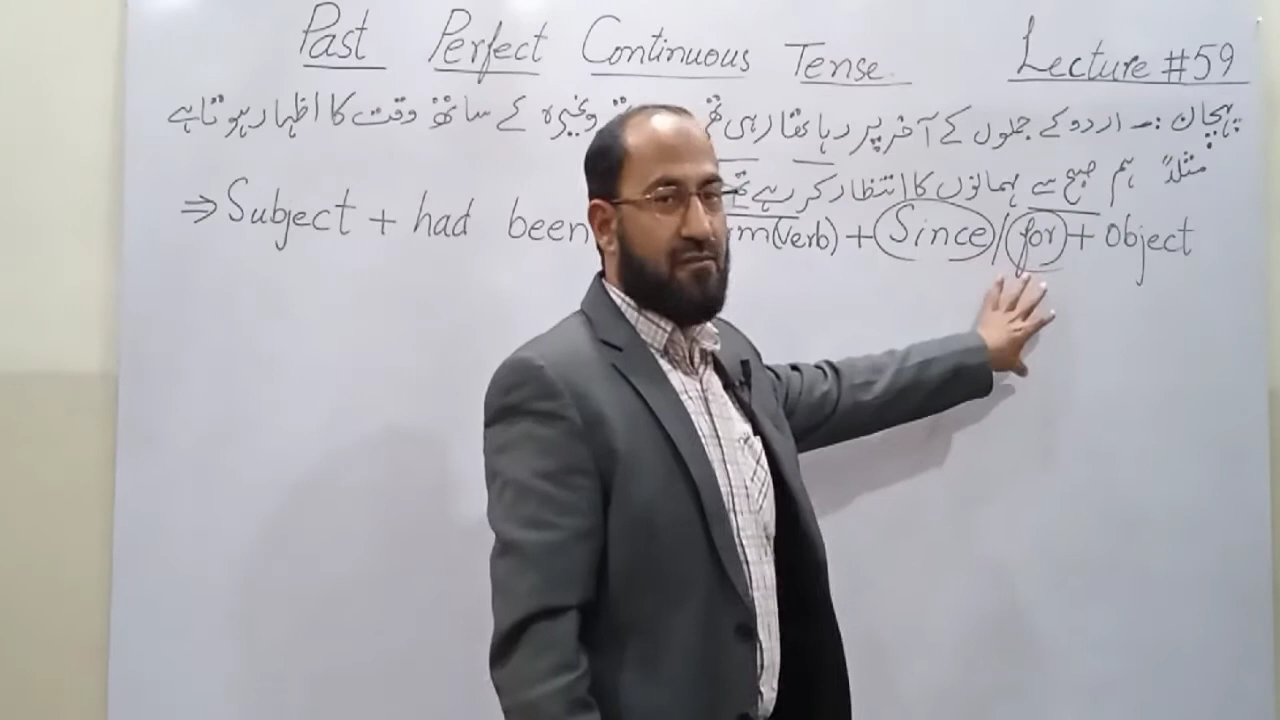 Past Perfect Continuous Tense. Lecture #59
پہچان :۔ اردو کے جملوں کے آخر پر رہا تھا رہی تھی وغیرہ کے ساتھ وقت کا اظہار ہوتا ہے
مثلاً ہم صبح سے مہمانوں کا انتظار کر رہے تھے
⇒ Subject + had been (Verb) + Since/for + Object